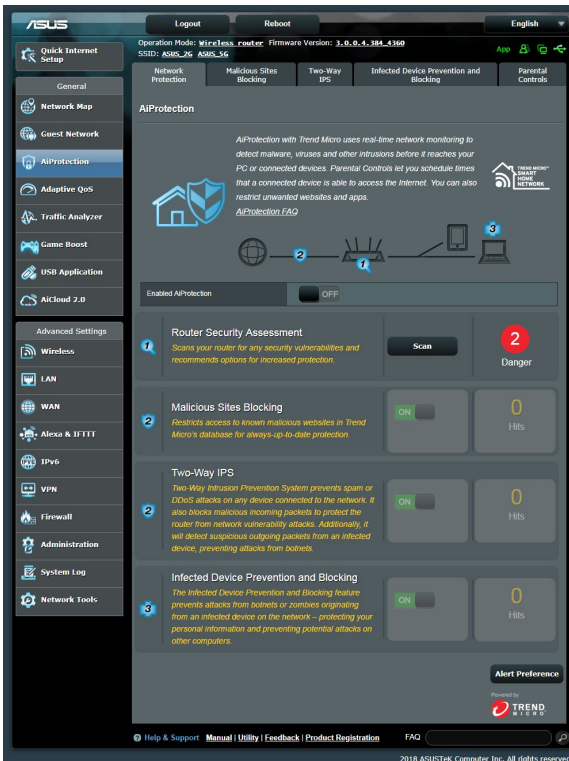 ASUS
Logout
Reboot
English
Quick Internet
Setup
Operation Mode: Wireless router Firmware Version: 3.0.0.4.384_4360
SSID: ASUS_2G ASUS_5G
App
General
Network Map
Guest Network
AiProtection
Adaptive QoS
Traffic Analyzer
Game Boost
USB Application
AiCloud 2.0
Advanced Settings
Wireless
LAN
WAN
Alexa & IFTTT
IPv6
VPN
Firewall
Administration
System Log
Network Tools
Network
Protection
Malicious Sites
Blocking
Two-Way
IPS
Infected Device Prevention and
Blocking
Parental
Controls
AiProtection
AiProtection with Trend Micro uses real-time network monitoring to
detect malware, viruses and other intrusions before it reaches your
PC or connected devices. Parental Controls let you schedule times
that a connected device is able to access the Internet. You can also
restrict unwanted websites and apps.
AiProtection FAQ
TREND MICRO™
SMART
HOME
NETWORK
2
1
3
Enabled AiProtection
OFF
1
Router Security Assessment
Scans your router for any security vulnerabilities and
recommends options for increased protection.
Scan
2
Danger
2
Malicious Sites Blocking
Restricts access to known malicious websites in Trend
Micro's database for always-up-to-date protection.
ON
0
Hits
2
Two-Way IPS
Two-Way Intrusion Prevention System prevents spam or
DDoS attacks on any device connected to the network. It
also blocks malicious incoming packets to protect the
router from network vulnerability attacks. Additionally, it
will detect suspicious outgoing packets from an infected
device, preventing attacks from botnets.
ON
0
Hits
3
Infected Device Prevention and Blocking
The Infected Device Prevention and Blocking feature
prevents attacks from botnets or zombies originating
from an infected device on the network – protecting your
personal information and preventing potential attacks on
other computers.
ON
0
Hits
Alert Preference
Powered by
TREND
MICRO
Help & Support Manual | Utility | Feedback | Product Registration FAQ
2018 ASUSTeK Computer Inc. All rights reserved